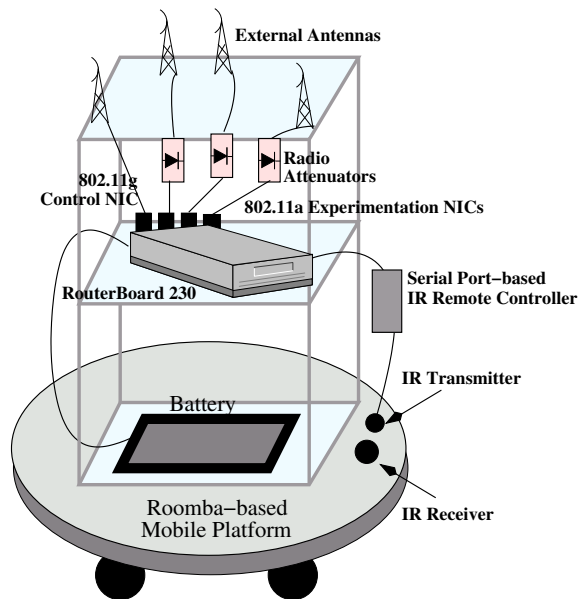 External Antennas
802.11g
Control NIC
Radio
Attenuators
802.11a Experimentation NICs
RouterBoard 230
Serial Port−based
IR Remote Controller
IR Transmitter
Battery
IR Receiver
Roomba−based
Mobile Platform